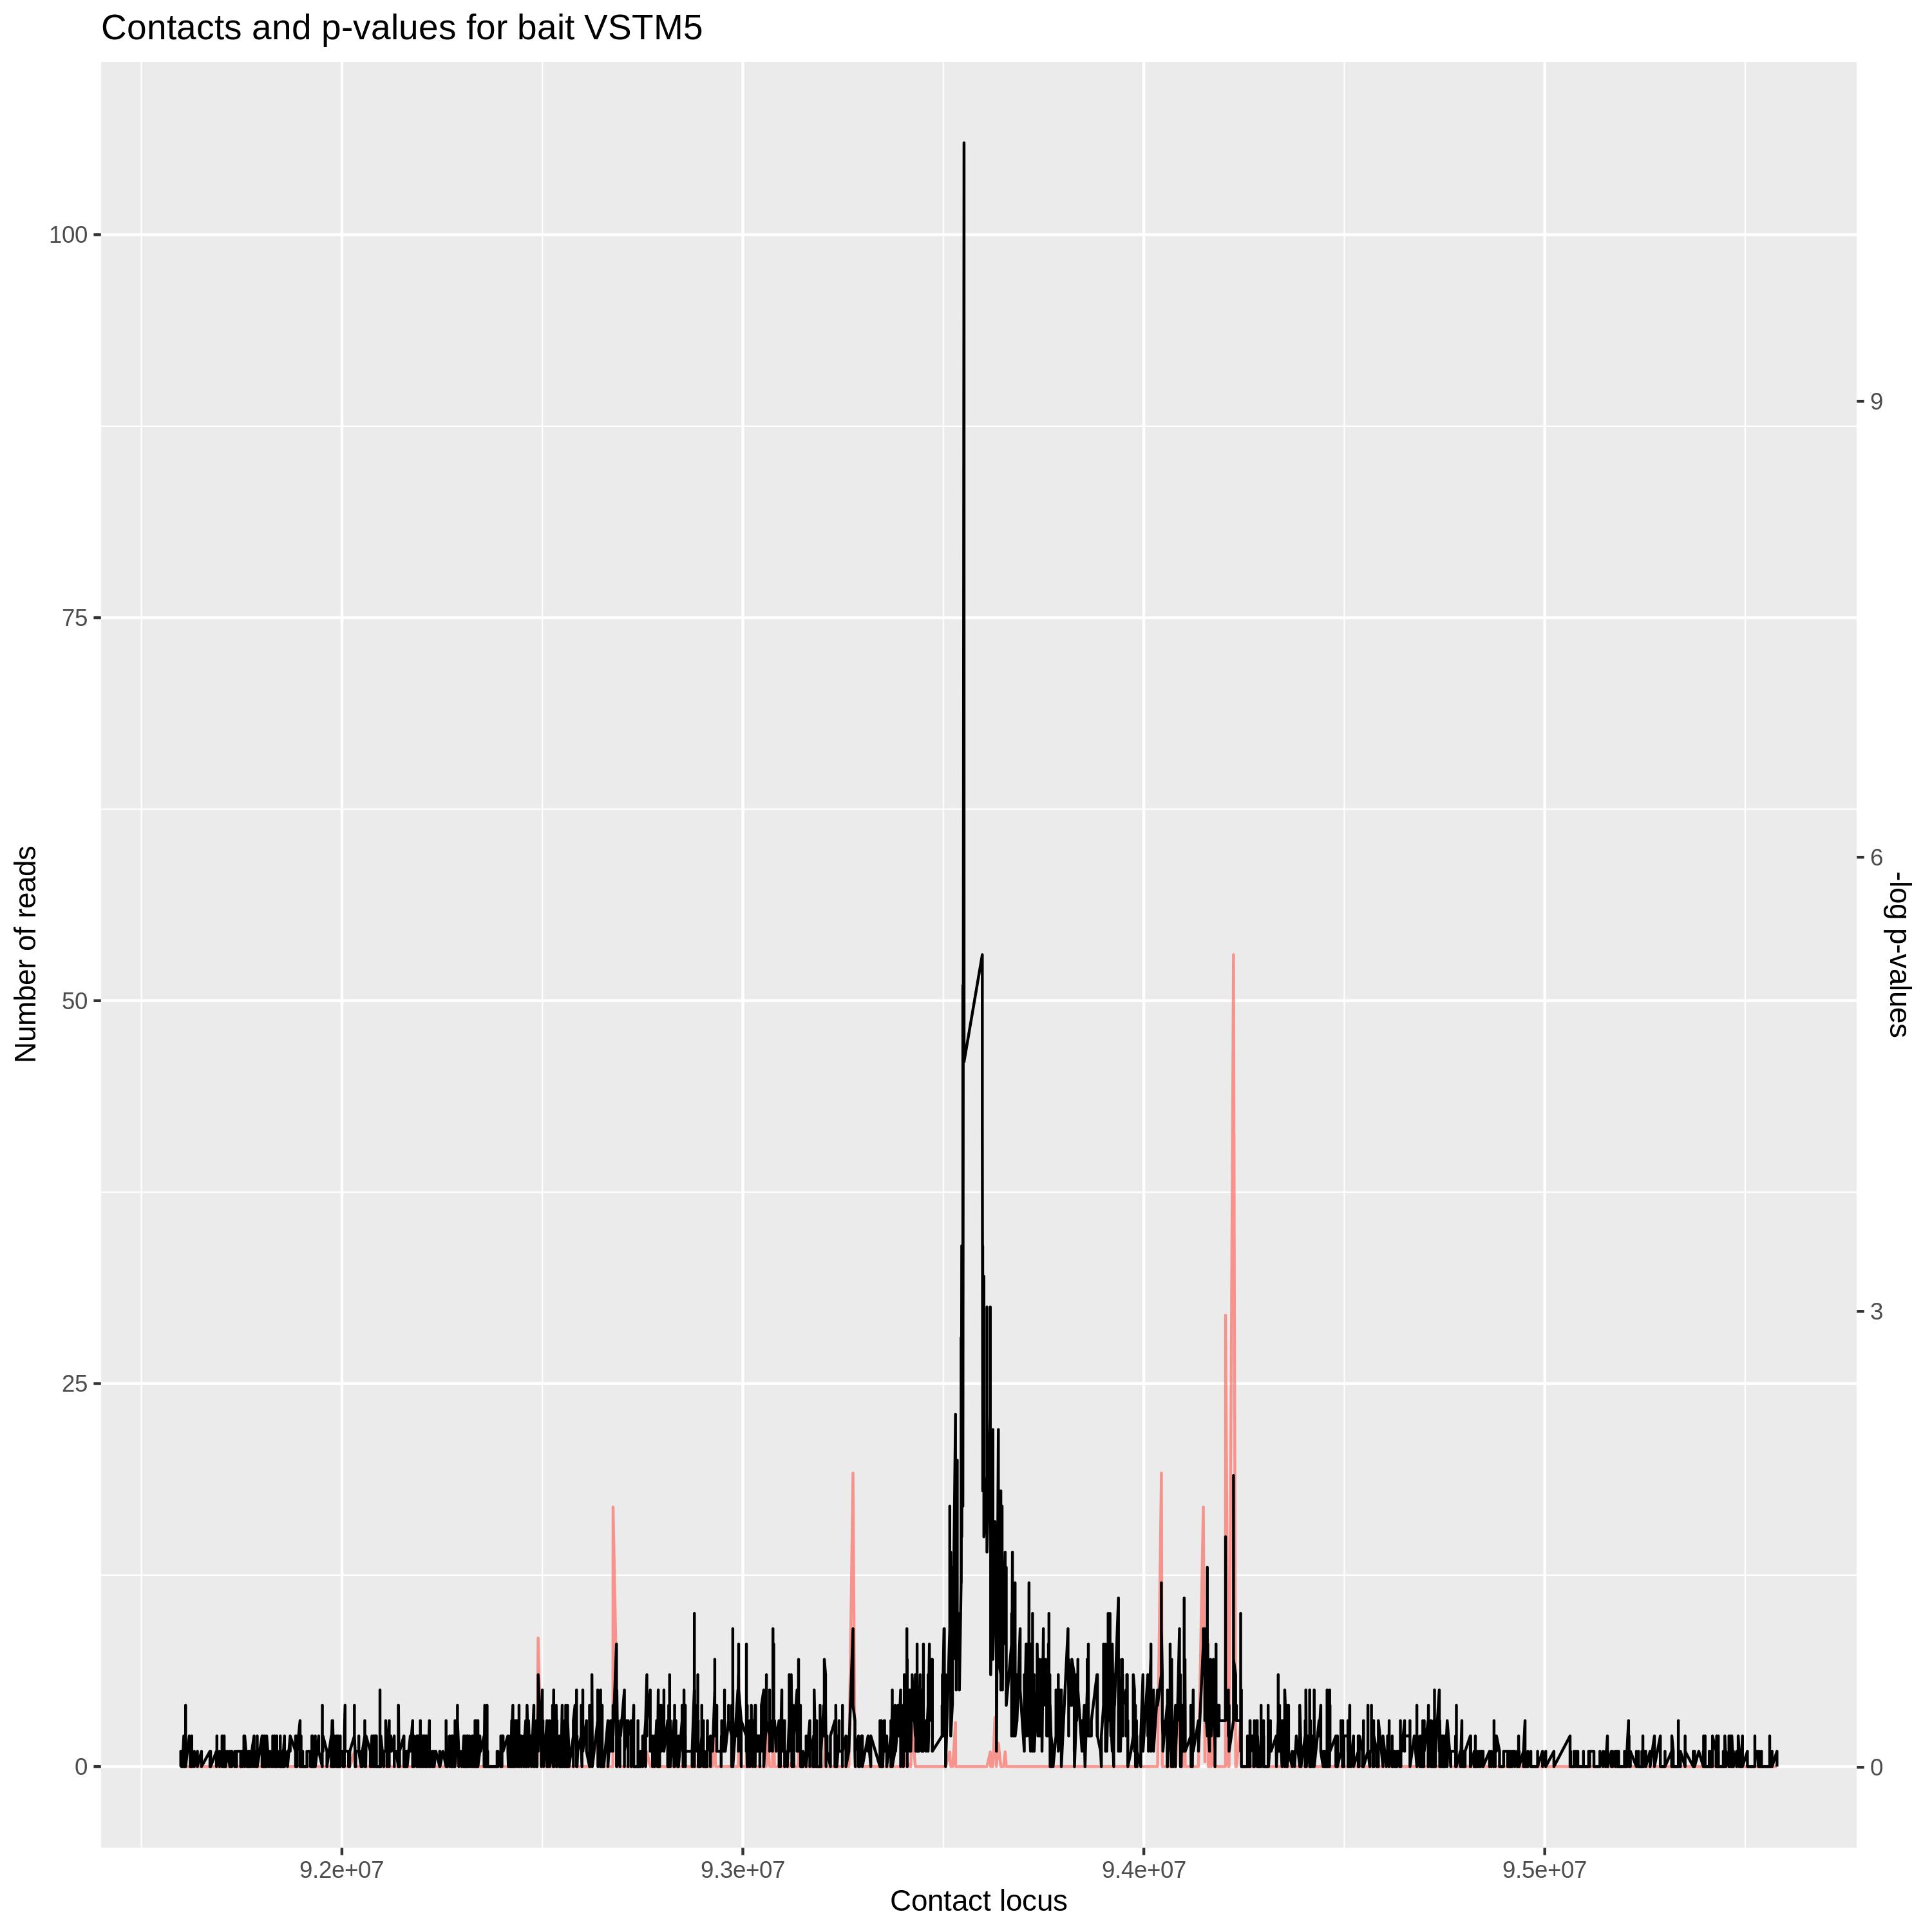 Contacts and p-values for bait VSTM5
Number of reads
100
75
50
25
0
9
6
3
0
-log p-values
9.2e+07
9.3e+07
9.4e+07
9.5e+07
Contact locus